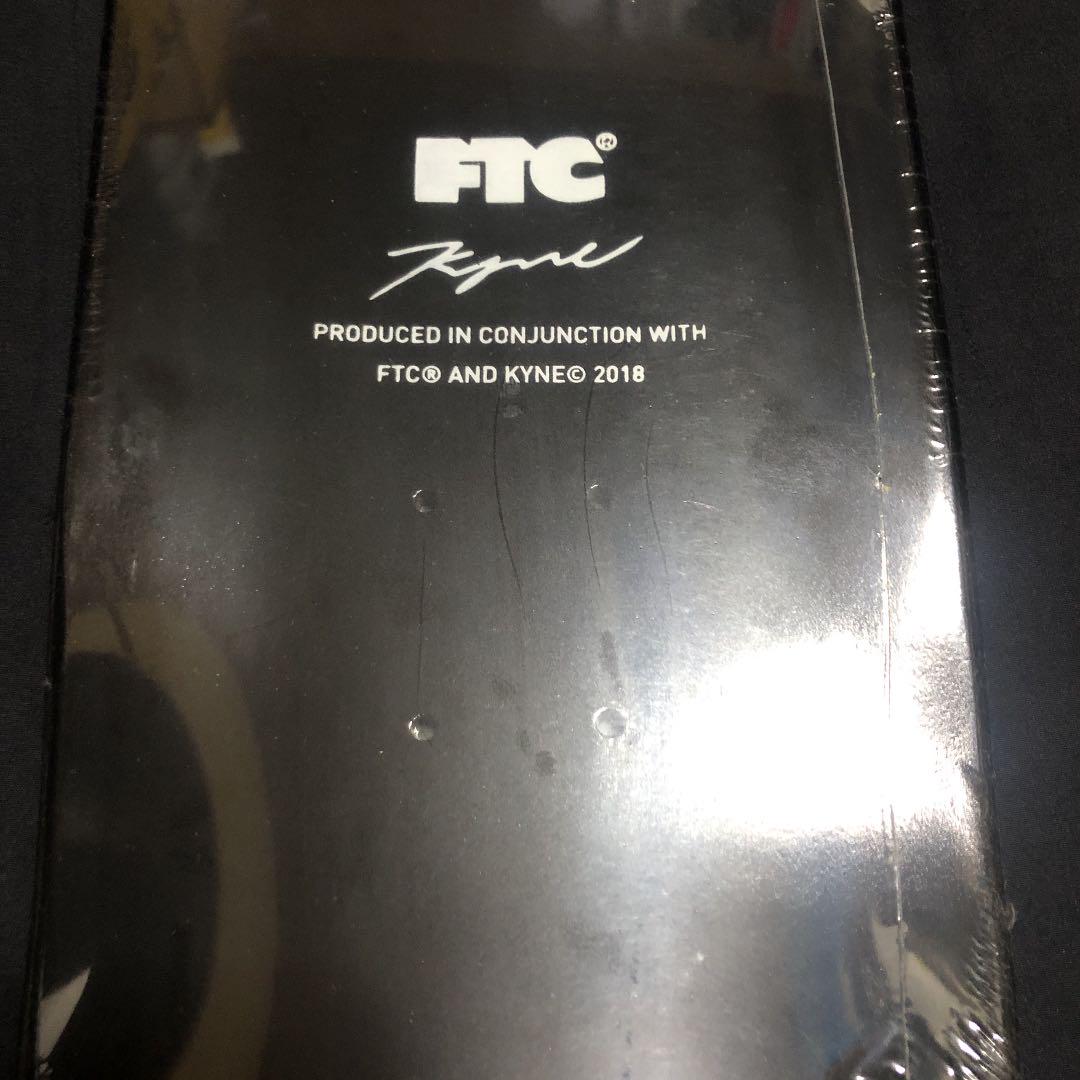 FTC®
Kyne
PRODUCED IN CONJUNCTION WITH
FTC® AND KYNE© 2018